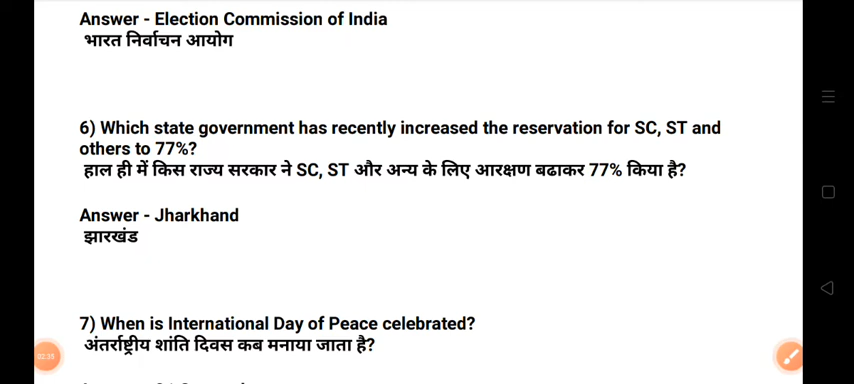 Answer - Election Commission of India
भारत निर्वाचन आयोग
6) Which state government has recently increased the reservation for SC, ST and
others to 77%?
हाल ही में किस राज्य सरकार ने SC, ST और अन्य के लिए आरक्षण बढाकर 77% किया है?
Answer - Jharkhand
झारखंड
7) When is International Day of Peace celebrated?
अंतर्राष्ट्रीय शांति दिवस कब मनाया जाता है?
02:35